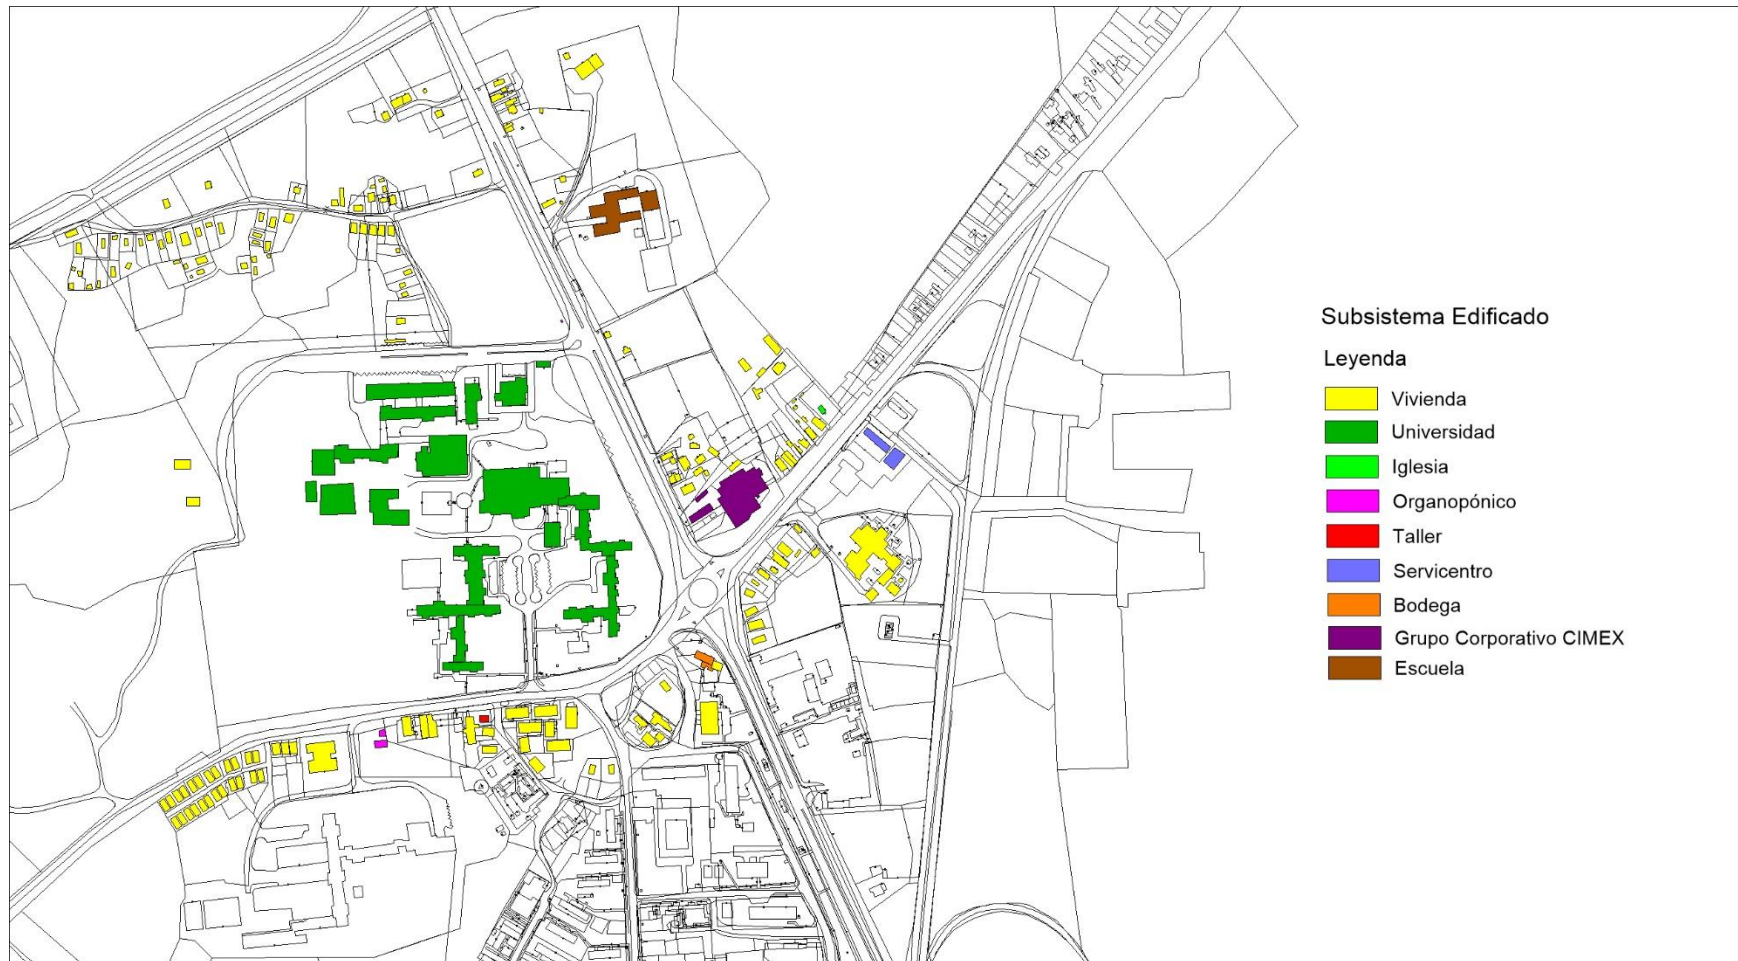 Subsistema Edificado
Leyenda
Vivienda
Universidad
Iglesia
Organopónico
Taller
Servicentro
Bodega
Grupo Corporativo CIMEX
Escuela